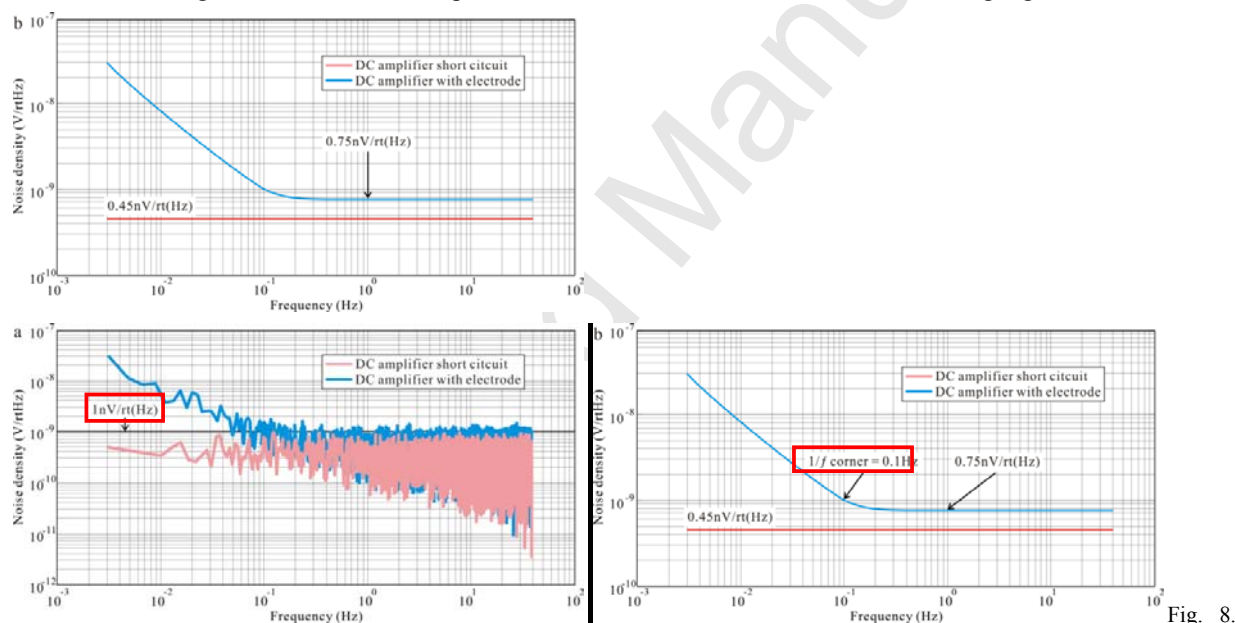 b 10-7
DC amplifier short citcuit
DC amplifier with electrode
10-8
0.75nV/rt(Hz)
10-9
0.45nV/rt(Hz)
10-10
Noise density (V/rtHz)
10-3 10-2 10-1 100 101 102
Frequency (Hz)
a 10-7
DC amplifier short citcuit
DC amplifier with electrode
10-8
1nV/rt(Hz)
10-9
10-10
10-11
10-12
Noise density (V/rtHz)
10-3 10-2 10-1 100 101 102
Frequency (Hz)
b 10-7
DC amplifier short citcuit
DC amplifier with electrode
10-8
1/f corner = 0.1Hz
0.75nV/rt(Hz)
10-9
0.45nV/rt(Hz)
10-10
Noise density (V/rtHz)
10-3 10-2 10-1 100 101 102
Frequency (Hz)
Fig. 8.